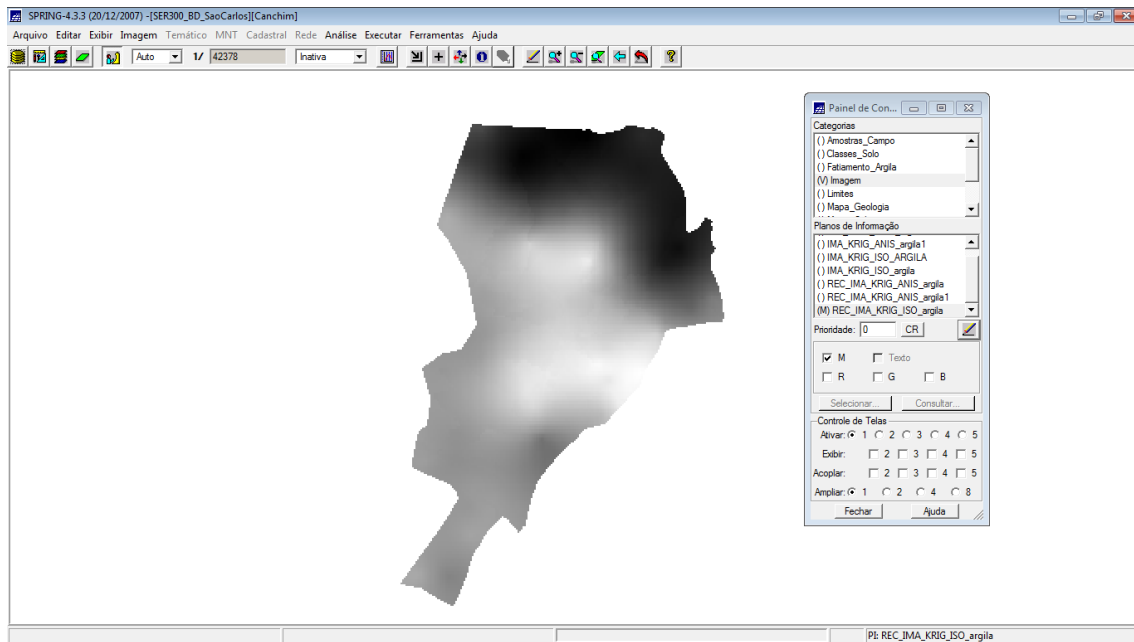 SPRING-4.3.3 (20/12/2007) -[SER300_BD_SaoCarlos][Canchim]
Arquivo Editar Exibir Imagem Temático MNT Cadastral Rede Análise Executar Ferramentas Ajuda
Auto 1/ 42378 Inativa
Painel de Con...
Categorias
() Amostras_Campo
() Classes_Solo
() Fatiamento_Argila
(V) Imagem
() Limites
() Mapa_Geologia
Planos de Informação
() IMA_KRIG_ANIS_argila1
() IMA_KRIG_ISO_ARGILA
() IMA_KRIG_ISO_argila
() REC_IMA_KRIG_ANIS_argila
() REC_IMA_KRIG_ANIS_argila1
(M) REC_IMA_KRIG_ISO_argila
Prioridade: 0 CR
M Texto
R G B
Selecionar... Consultar...
Controle de Telas
Ativar: 1 2 3 4 5
Exibir: 2 3 4 5
Acoplar: 2 3 4 5
Ampliar: 1 2 4 8
Fechar Ajuda
PI: REC_IMA_KRIG_ISO_argila